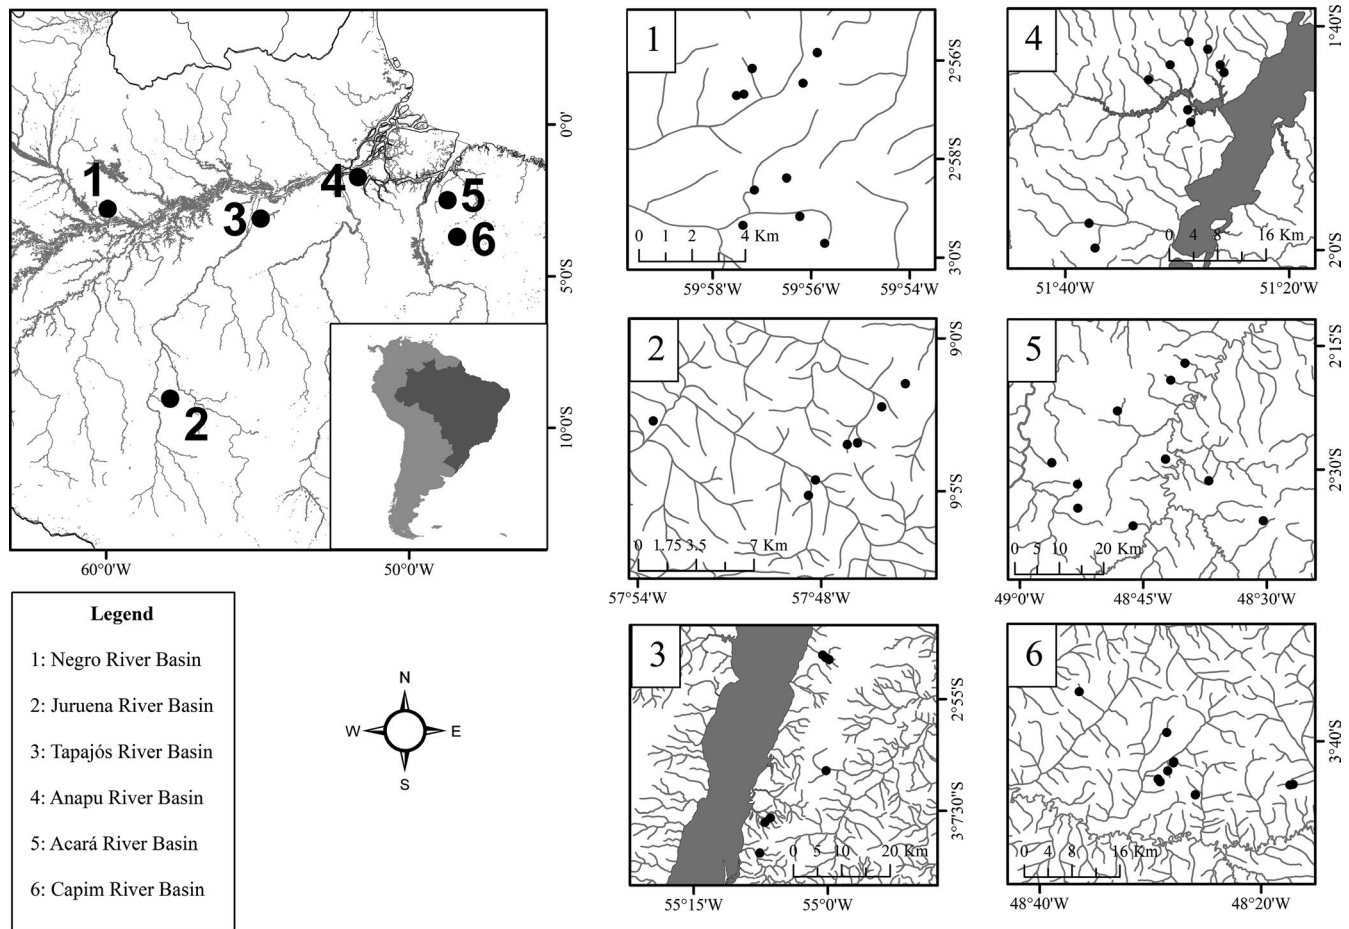 1
2
3
4
5
6
0°0'
5°0'S
10°0'S
60°0'W
50°0'W
Legend
1: Negro River Basin
2: Juruena River Basin
3: Tapajós River Basin
4: Anapu River Basin
5: Acará River Basin
6: Capim River Basin
N
W
E
S
1
2°56'S
2°58'S
3°0'S
0 1 2 4 Km
59°58'W 59°56'W 59°54'W
2
9°0'S
9°5'S
0 1.75 3.5 7 Km
57°54'W 57°48'W
3
2°55'S
3°7'30"S
0 5 10 20 Km
55°15'W 55°0'W
4
1°40'S
2°0'S
0 4 8 16 Km
51°40'W 51°20'W
5
2°15'S
2°30'S
0 5 10 20 Km
49°0'W 48°45'W 48°30'W
6
3°40'S
0 4 8 16 Km
48°40'W 48°20'W